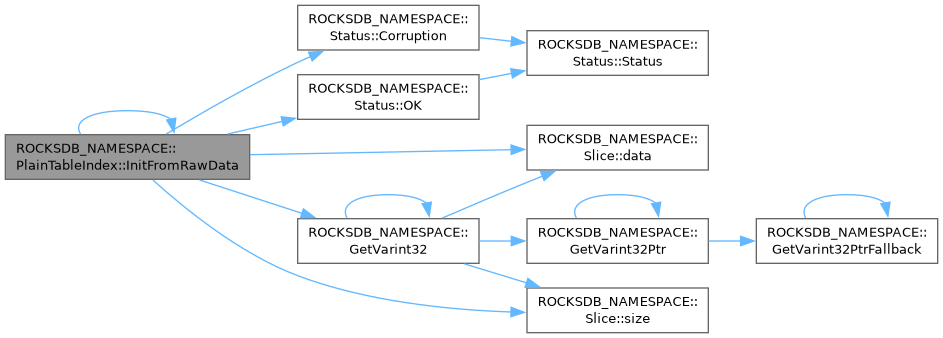 ROCKSDB_NAMESPACE::
PlainTableIndex::InitFromRawData
ROCKSDB_NAMESPACE::
Status::Corruption
ROCKSDB_NAMESPACE::
Status::Status
ROCKSDB_NAMESPACE::
Status::OK
ROCKSDB_NAMESPACE::
Slice::data
ROCKSDB_NAMESPACE::
GetVarint32
ROCKSDB_NAMESPACE::
GetVarint32Ptr
ROCKSDB_NAMESPACE::
GetVarint32PtrFallback
ROCKSDB_NAMESPACE::
Slice::size